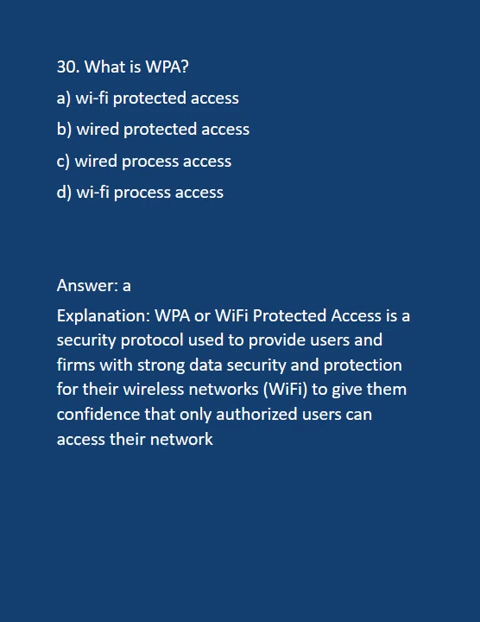 30. What is WPA?
a) wi-fi protected access
b) wired protected access
c) wired process access
d) wi-fi process access
Answer: a
Explanation: WPA or WiFi Protected Access is a
security protocol used to provide users and
firms with strong data security and protection
for their wireless networks (WiFi) to give them
confidence that only authorized users can
access their network